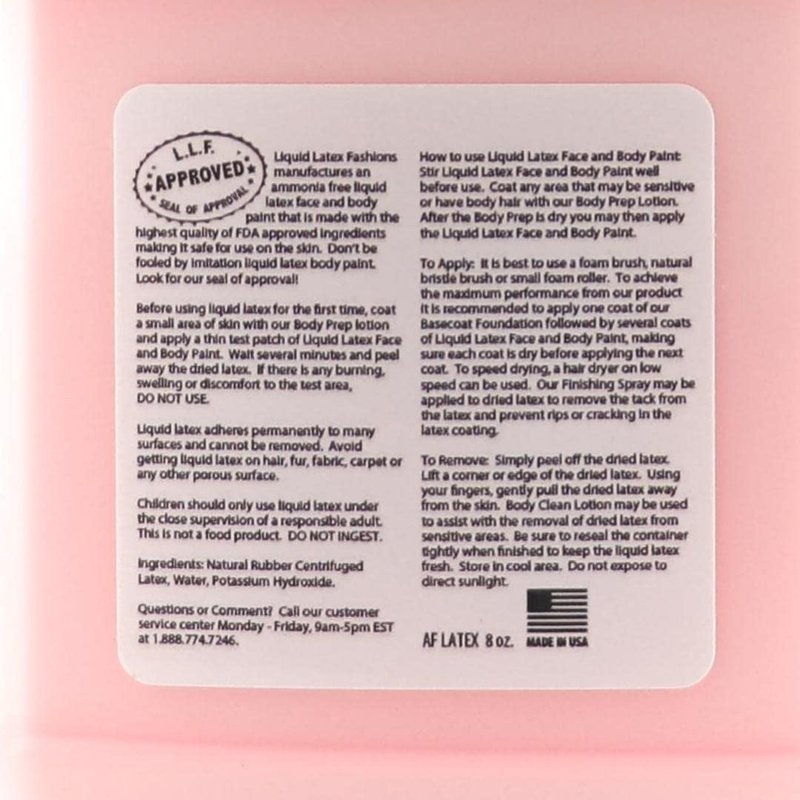 L.L.F.
APPROVED
SEAL OF APPROVAL
Liquid Latex Fashions
manufactures an
ammonia free liquid
latex face and body
paint that is made with the
highest quality of FDA approved ingredients
making it safe for use on the skin. Don't be
fooled by imitation liquid latex body paint.
Look for our seal of approval!
Before using liquid latex for the first time, coat
a small area of skin with our Body Prep lotion
and apply a thin test patch of Liquid Latex Face
and Body Paint. Wait several minutes and peel
away the dried latex. If there is any burning,
swelling or discomfort to the test area,
DO NOT USE.
Liquid latex adheres permanently to many
surfaces and cannot be removed. Avoid
getting liquid latex on hair, fur, fabric, carpet or
any other porous surface.
Children should only use liquid latex under
the close supervision of a responsible adult.
This is not a food product. DO NOT INGEST.
Ingredients: Natural Rubber Centrifuged
Latex, Water, Potassium Hydroxide.
Questions or Comment? Call our customer
service center Monday - Friday, 9am-5pm EST
at 1.888.774.7246.
How to use Liquid Latex Face and Body Paint:
Stir Liquid Latex Face and Body Paint well
before use. Coat any area that may be sensitive
or have body hair with our Body Prep Lotion.
After the Body Prep is dry you may then apply
the Liquid Latex Face and Body Paint.
To Apply: It is best to use a foam brush, natural
bristle brush or small foam roller. To achieve
the maximum performance from our product
it is recommended to apply one coat of our
Basecoat Foundation followed by several coats
of Liquid Latex Face and Body Paint, making
sure each coat is dry before applying the next
coat. To speed drying, a hair dryer on low
speed can be used. Our Finishing Spray may be
applied to dried latex to remove the tack from
the latex and prevent rips or cracking in the
latex coating.
To Remove: Simply peel off the dried latex.
Lift a corner or edge of the dried latex. Using
your fingers, gently pull the dried latex away
from the skin. Body Clean Lotion may be used
to assist with the removal of dried latex from
sensitive areas. Be sure to reseal the container
tightly when finished to keep the liquid latex
fresh. Store in cool area. Do not expose to
direct sunlight.
AF LATEX 8 oz.
MADE IN USA